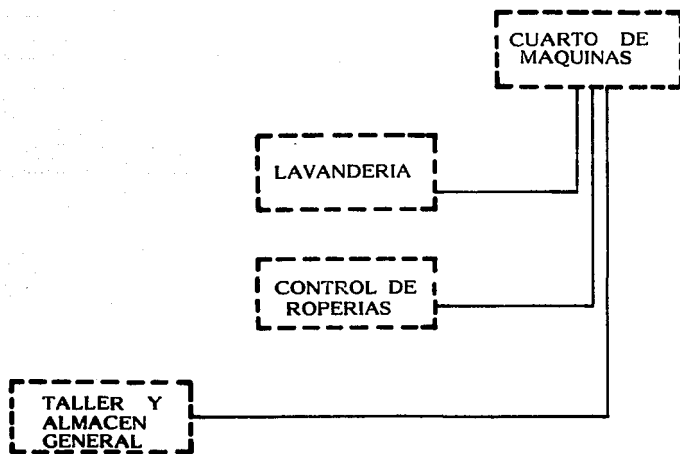 CUARTO DE
MAQUINAS
LAVANDERIA
CONTROL DE
ROPERIAS
TALLER Y
ALMACEN
GENERAL